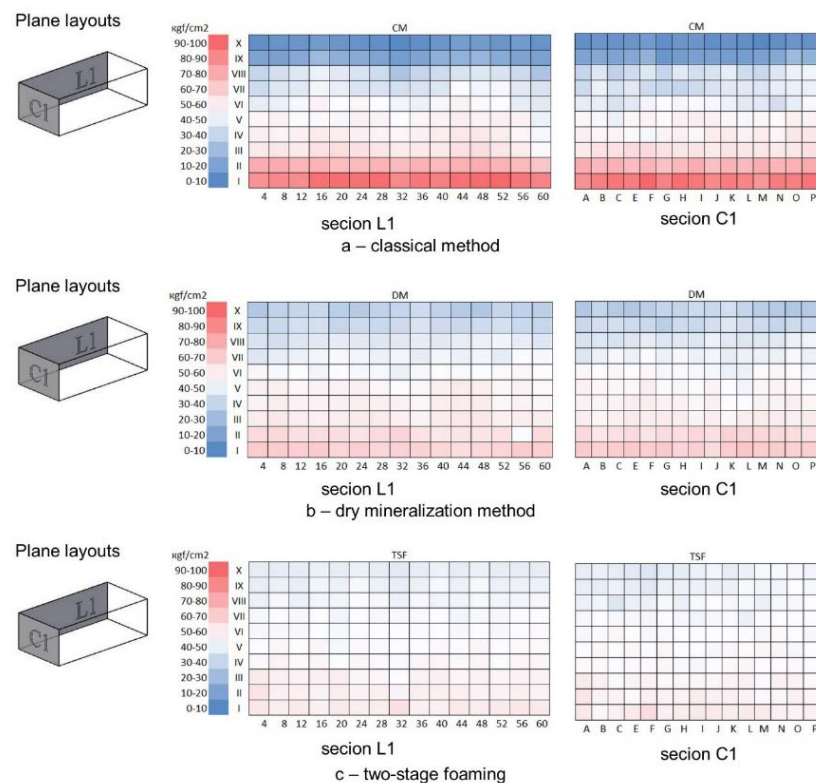 Plane layouts
L1
C1
кgf/cm2
90-100 X
80-90 IX
70-80 VIII
60-70 VII
50-60 VI
40-50 V
30-40 IV
20-30 III
10-20 II
0-10 I
CM
4 8 12 16 20 24 28 32 36 40 44 48 52 56 60
secion L1
CM
A B C E F G H I J K L M N O P
secion C1
a – classical method
Plane layouts
L1
C1
кgf/cm2
90-100 X
80-90 IX
70-80 VIII
60-70 VII
50-60 VI
40-50 V
30-40 IV
20-30 III
10-20 II
0-10 I
DM
4 8 12 16 20 24 28 32 36 40 44 48 52 56 60
secion L1
DM
A B C E F G H I J K L M N O P
secion C1
b – dry mineralization method
Plane layouts
L1
C1
кgf/cm2
90-100 X
80-90 IX
70-80 VIII
60-70 VII
50-60 VI
40-50 V
30-40 IV
20-30 III
10-20 II
0-10 I
TSF
4 8 12 16 20 24 28 32 36 40 44 48 52 56 60
secion L1
TSF
A B C E F G H I J K L M N O P
secion C1
c – two-stage foaming